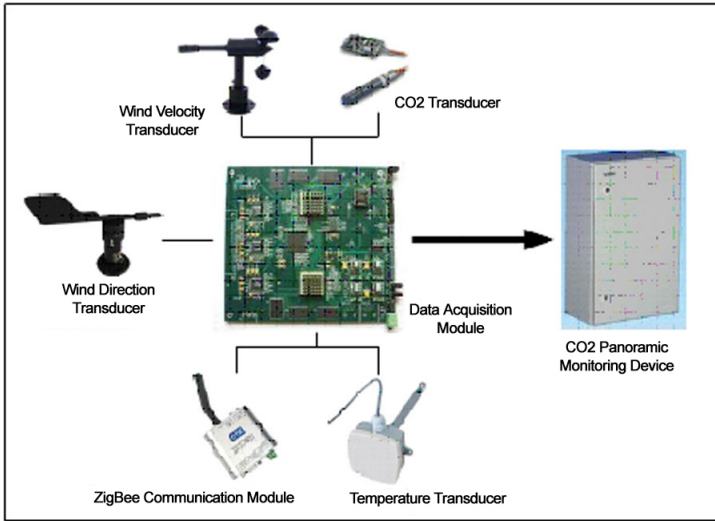 Wind Velocity
Transducer
CO2 Transducer
Wind Direction
Transducer
Data Acquisition
Module
CO2 Panoramic
Monitoring Device
ZigBee Communication Module
Temperature Transducer